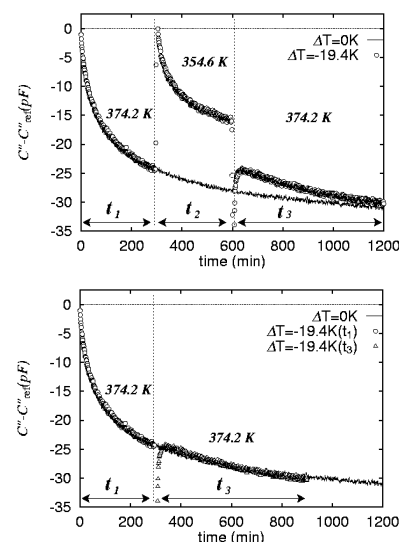 ΔT=0K
ΔT=-19.4K
354.6 K
374.2 K
374.2 K
C''-C''ref(pF)
0
-5
-10
-15
-20
-25
-30
-35
t1
t2
t3
0 200 400 600 800 1000 1200
time (min)
ΔT=0K
ΔT=-19.4K(t1)
ΔT=-19.4K(t3)
374.2 K
374.2 K
C''-C''ref(pF)
0
-5
-10
-15
-20
-25
-30
-35
t1
t3
0 200 400 600 800 1000 1200
time (min)